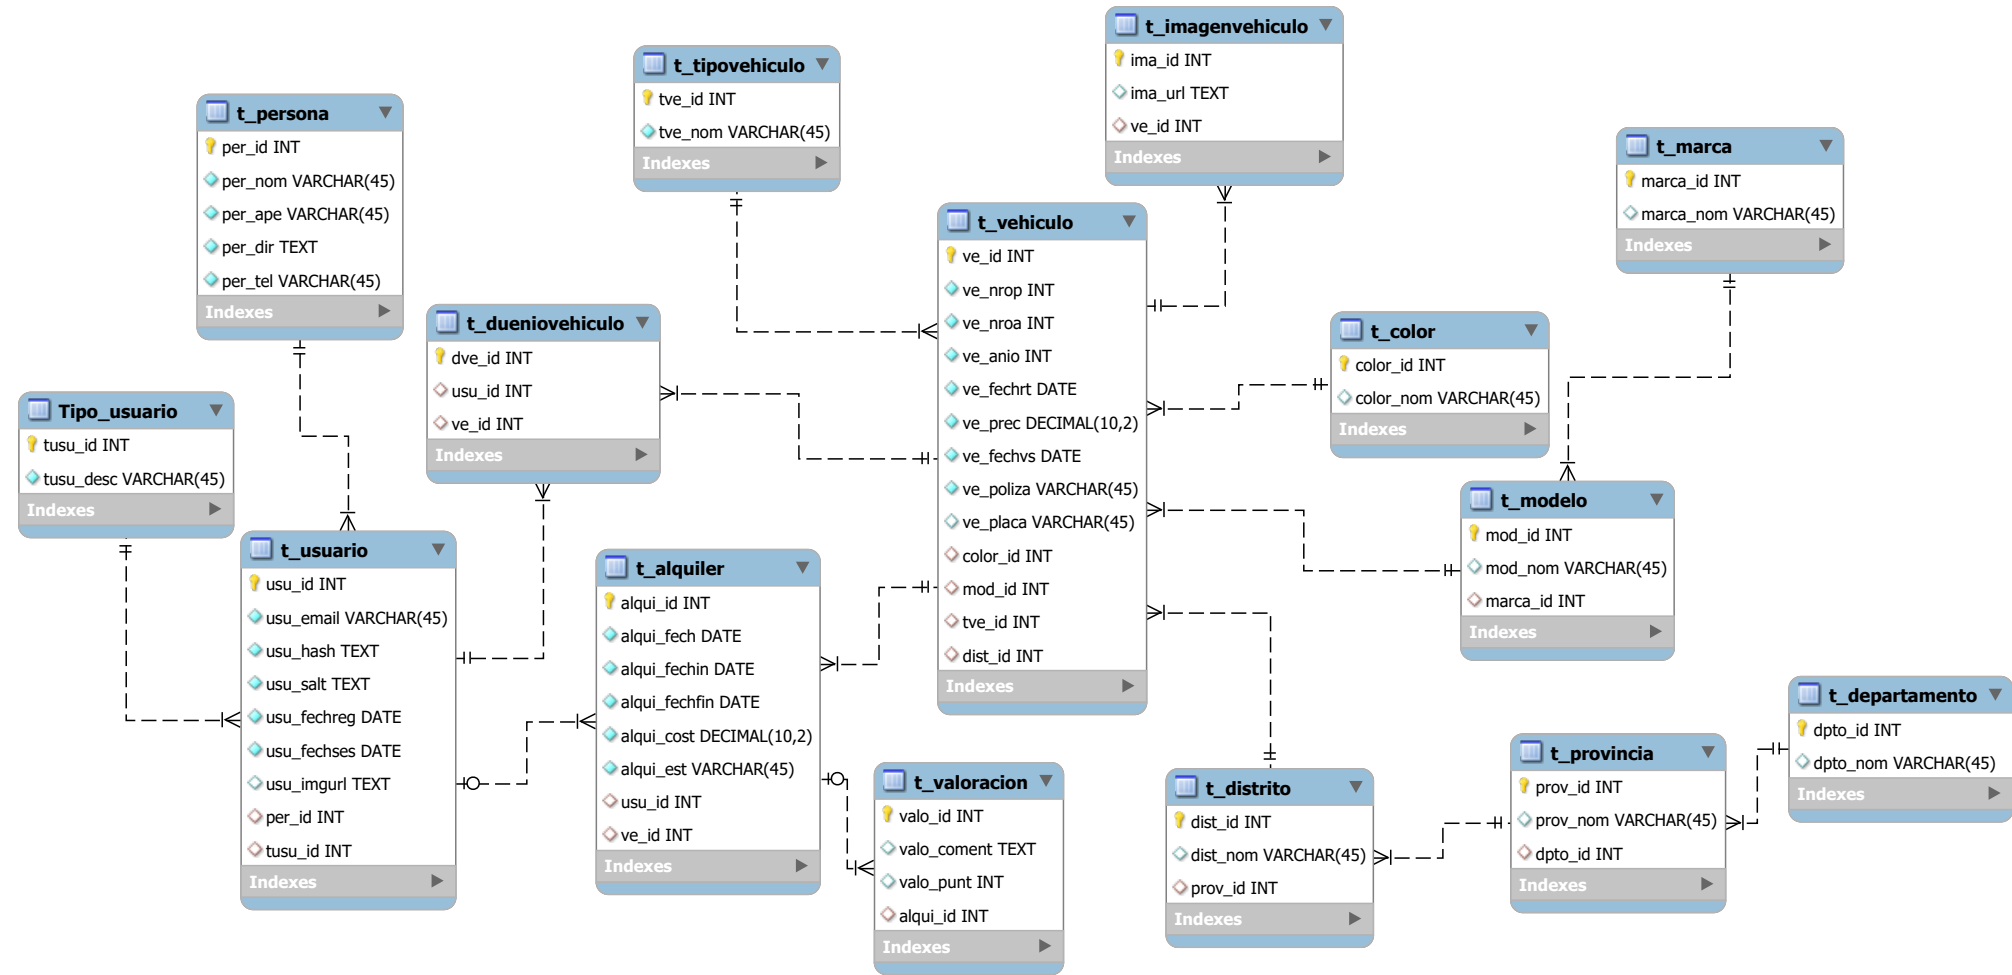 t_imagenvehiculo
ima_id INT
ima_url TEXT
ve_id INT
Indexes
t_tipovehiculo
tve_id INT
tve_nom VARCHAR(45)
Indexes
t_persona
per_id INT
per_nom VARCHAR(45)
per_ape VARCHAR(45)
per_dir TEXT
per_tel VARCHAR(45)
Indexes
t_marca
marca_id INT
marca_nom VARCHAR(45)
Indexes
t_vehiculo
ve_id INT
ve_nrop INT
ve_nroa INT
ve_anio INT
ve_fechrt DATE
ve_prec DECIMAL(10,2)
ve_fechvs DATE
ve_poliza VARCHAR(45)
ve_placa VARCHAR(45)
color_id INT
mod_id INT
tve_id INT
dist_id INT
Indexes
t_dueniovehiculo
dve_id INT
usu_id INT
ve_id INT
Indexes
t_color
color_id INT
color_nom VARCHAR(45)
Indexes
Tipo_usuario
tusu_id INT
tusu_desc VARCHAR(45)
Indexes
t_modelo
mod_id INT
mod_nom VARCHAR(45)
marca_id INT
Indexes
t_usuario
usu_id INT
usu_email VARCHAR(45)
usu_hash TEXT
usu_salt TEXT
usu_fechreg DATE
usu_fechses DATE
usu_imgurl TEXT
per_id INT
tusu_id INT
Indexes
t_alquiler
alqui_id INT
alqui_fech DATE
alqui_fechin DATE
alqui_fechfin DATE
alqui_cost DECIMAL(10,2)
alqui_est VARCHAR(45)
usu_id INT
ve_id INT
Indexes
t_valoracion
valo_id INT
valo_coment TEXT
valo_punt INT
alqui_id INT
Indexes
t_distrito
dist_id INT
dist_nom VARCHAR(45)
prov_id INT
Indexes
t_provincia
prov_id INT
prov_nom VARCHAR(45)
dpto_id INT
Indexes
t_departamento
dpto_id INT
dpto_nom VARCHAR(45)
Indexes